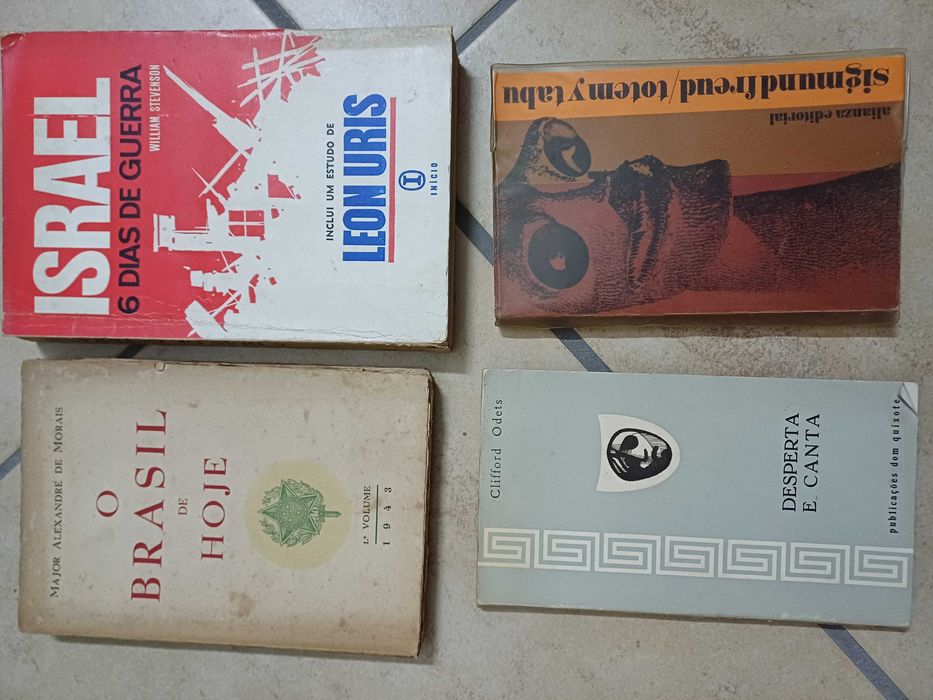 ISRAEL
6 DIAS DE GUERRA
WILLIAM STEVENSON
INCLUI UM ESTUDO DE
LEON URIS
INÍCIO
sigmund freud/totem y tabu
alianza editorial
MAJOR ALEXANDRE DE MORAIS
O
BRASIL
DE
HOJE
1.º VOLUME
1943
Clifford Odets
DESPERTA
E CANTA
publicações dom quixote